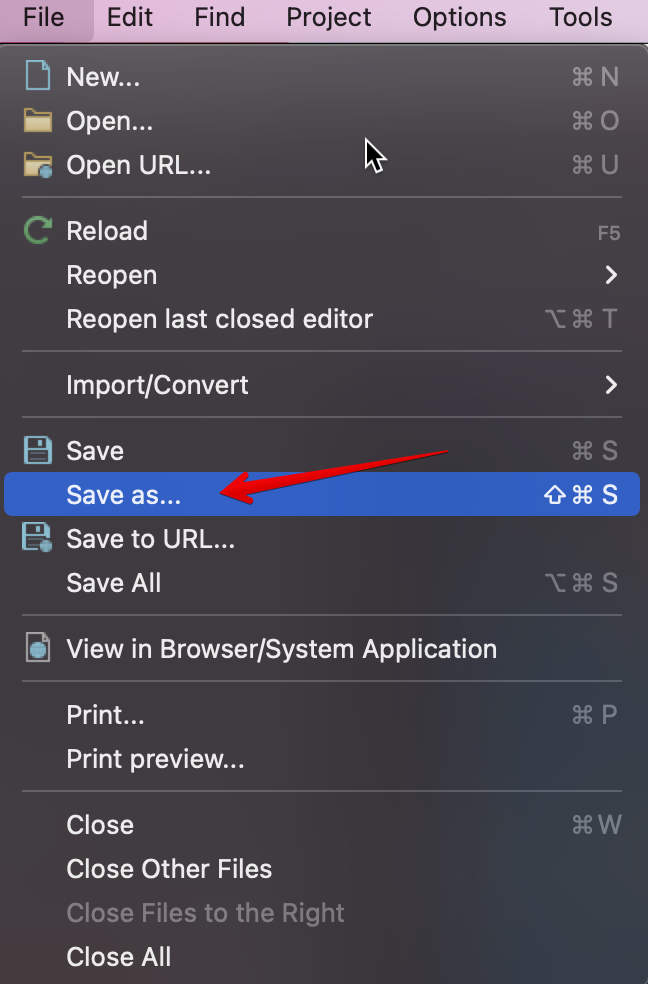 File Edit Find Project Options Tools
New... ⌘ N
Open... ⌘ O
Open URL... ⌘ U
Reload F5
Reopen
Reopen last closed editor ⌥ ⌘ T
Import/Convert
Save ⌘ S
Save as... ⇧ ⌘ S
Save to URL...
Save All ⌥ ⌘ S
View in Browser/System Application
Print... ⌘ P
Print preview...
Close ⌘ W
Close Other Files
Close Files to the Right
Close All